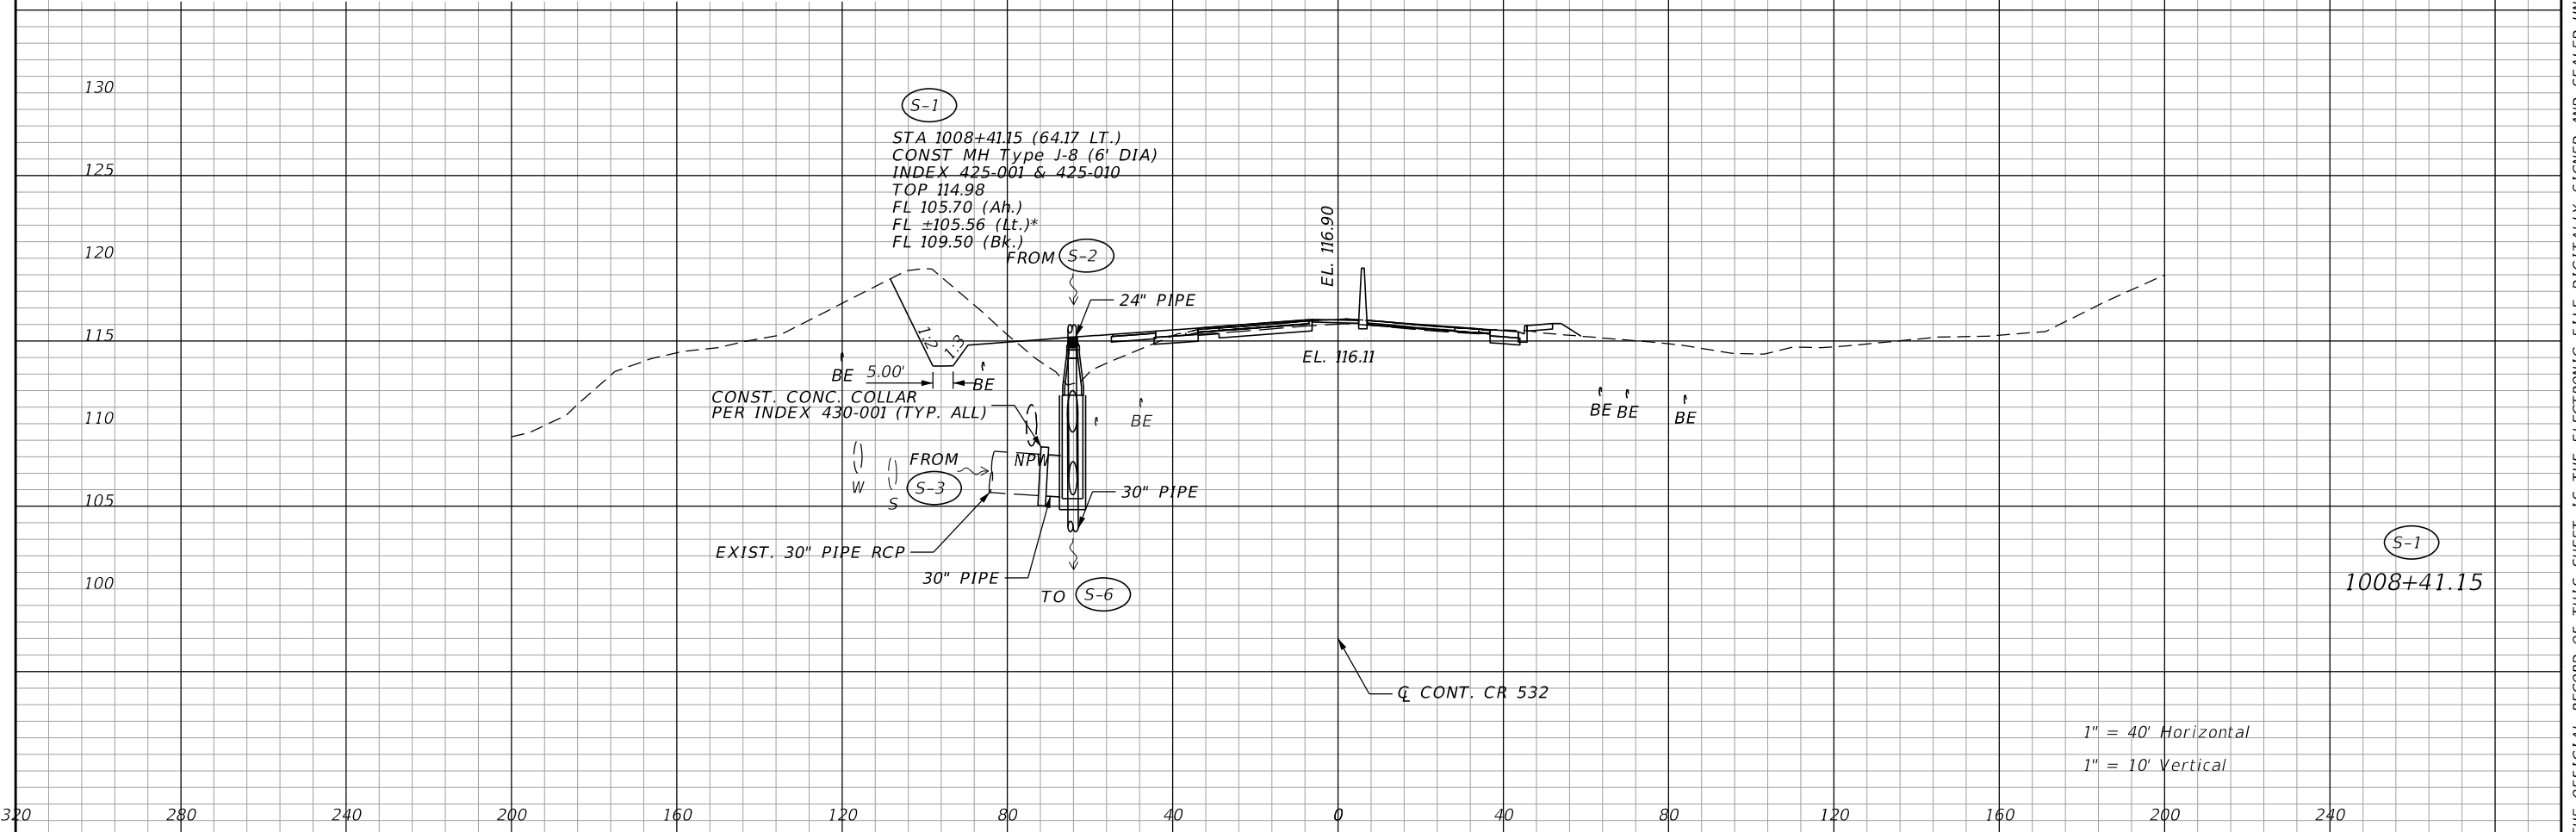 130
125
120
115
110
105
100
S-1
STA 1008+41.15 (64.17 LT.)
CONST MH Type J-8 (6' DIA)
INDEX 425-001 & 425-010
TOP 114.98
FL 105.70 (Ah.)
FL ±105.56 (Lt.)*
FL 109.50 (Bk.)
FROM S-2
24" PIPE
EL. 116.90
EL. 116.11
1:2
1:3
BE
5.00'
BE
CONST. CONC. COLLAR
PER INDEX 430-001 (TYP. ALL)
BE
BE
BE
BE
W
S
FROM
S-3
NPW
30" PIPE
EXIST. 30" PIPE RCP
30" PIPE
TO S-6
S-1
1008+41.15
℄ CONT. CR 532
1" = 40' Horizontal
1" = 10' Vertical
320 280 240 200 160 120 80 40 0 40 80 120 160 200 240